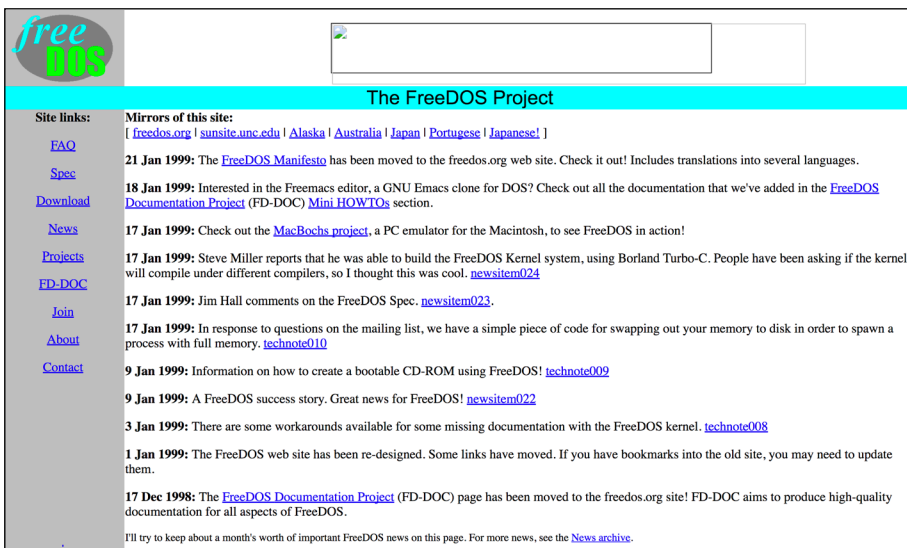 free
DOS
The FreeDOS Project
Site links:
FAQ
Spec
Download
News
Projects
FD-DOC
Join
About
Contact
Mirrors of this site:
[ freedos.org | sunsite.unc.edu | Alaska | Australia | Japan | Portugese | Japanese! ]
21 Jan 1999: The FreeDOS Manifesto has been moved to the freedos.org web site. Check it out! Includes translations into several languages.
18 Jan 1999: Interested in the Freemacs editor, a GNU Emacs clone for DOS? Check out all the documentation that we've added in the FreeDOS
Documentation Project (FD-DOC) Mini HOWTOs section.
17 Jan 1999: Check out the MacBochs project, a PC emulator for the Macintosh, to see FreeDOS in action!
17 Jan 1999: Steve Miller reports that he was able to build the FreeDOS Kernel system, using Borland Turbo-C. People have been asking if the kernel
will compile under different compilers, so I thought this was cool. newsitem024
17 Jan 1999: Jim Hall comments on the FreeDOS Spec. newsitem023.
17 Jan 1999: In response to questions on the mailing list, we have a simple piece of code for swapping out your memory to disk in order to spawn a
process with full memory. technote010
9 Jan 1999: Information on how to create a bootable CD-ROM using FreeDOS! technote009
9 Jan 1999: A FreeDOS success story. Great news for FreeDOS! newsitem022
3 Jan 1999: There are some workarounds available for some missing documentation with the FreeDOS kernel. technote008
1 Jan 1999: The FreeDOS web site has been re-designed. Some links have moved. If you have bookmarks into the old site, you may need to update
them.
17 Dec 1998: The FreeDOS Documentation Project (FD-DOC) page has been moved to the freedos.org site! FD-DOC aims to produce high-quality
documentation for all aspects of FreeDOS.
I'll try to keep about a month's worth of important FreeDOS news on this page. For more news, see the News archive.